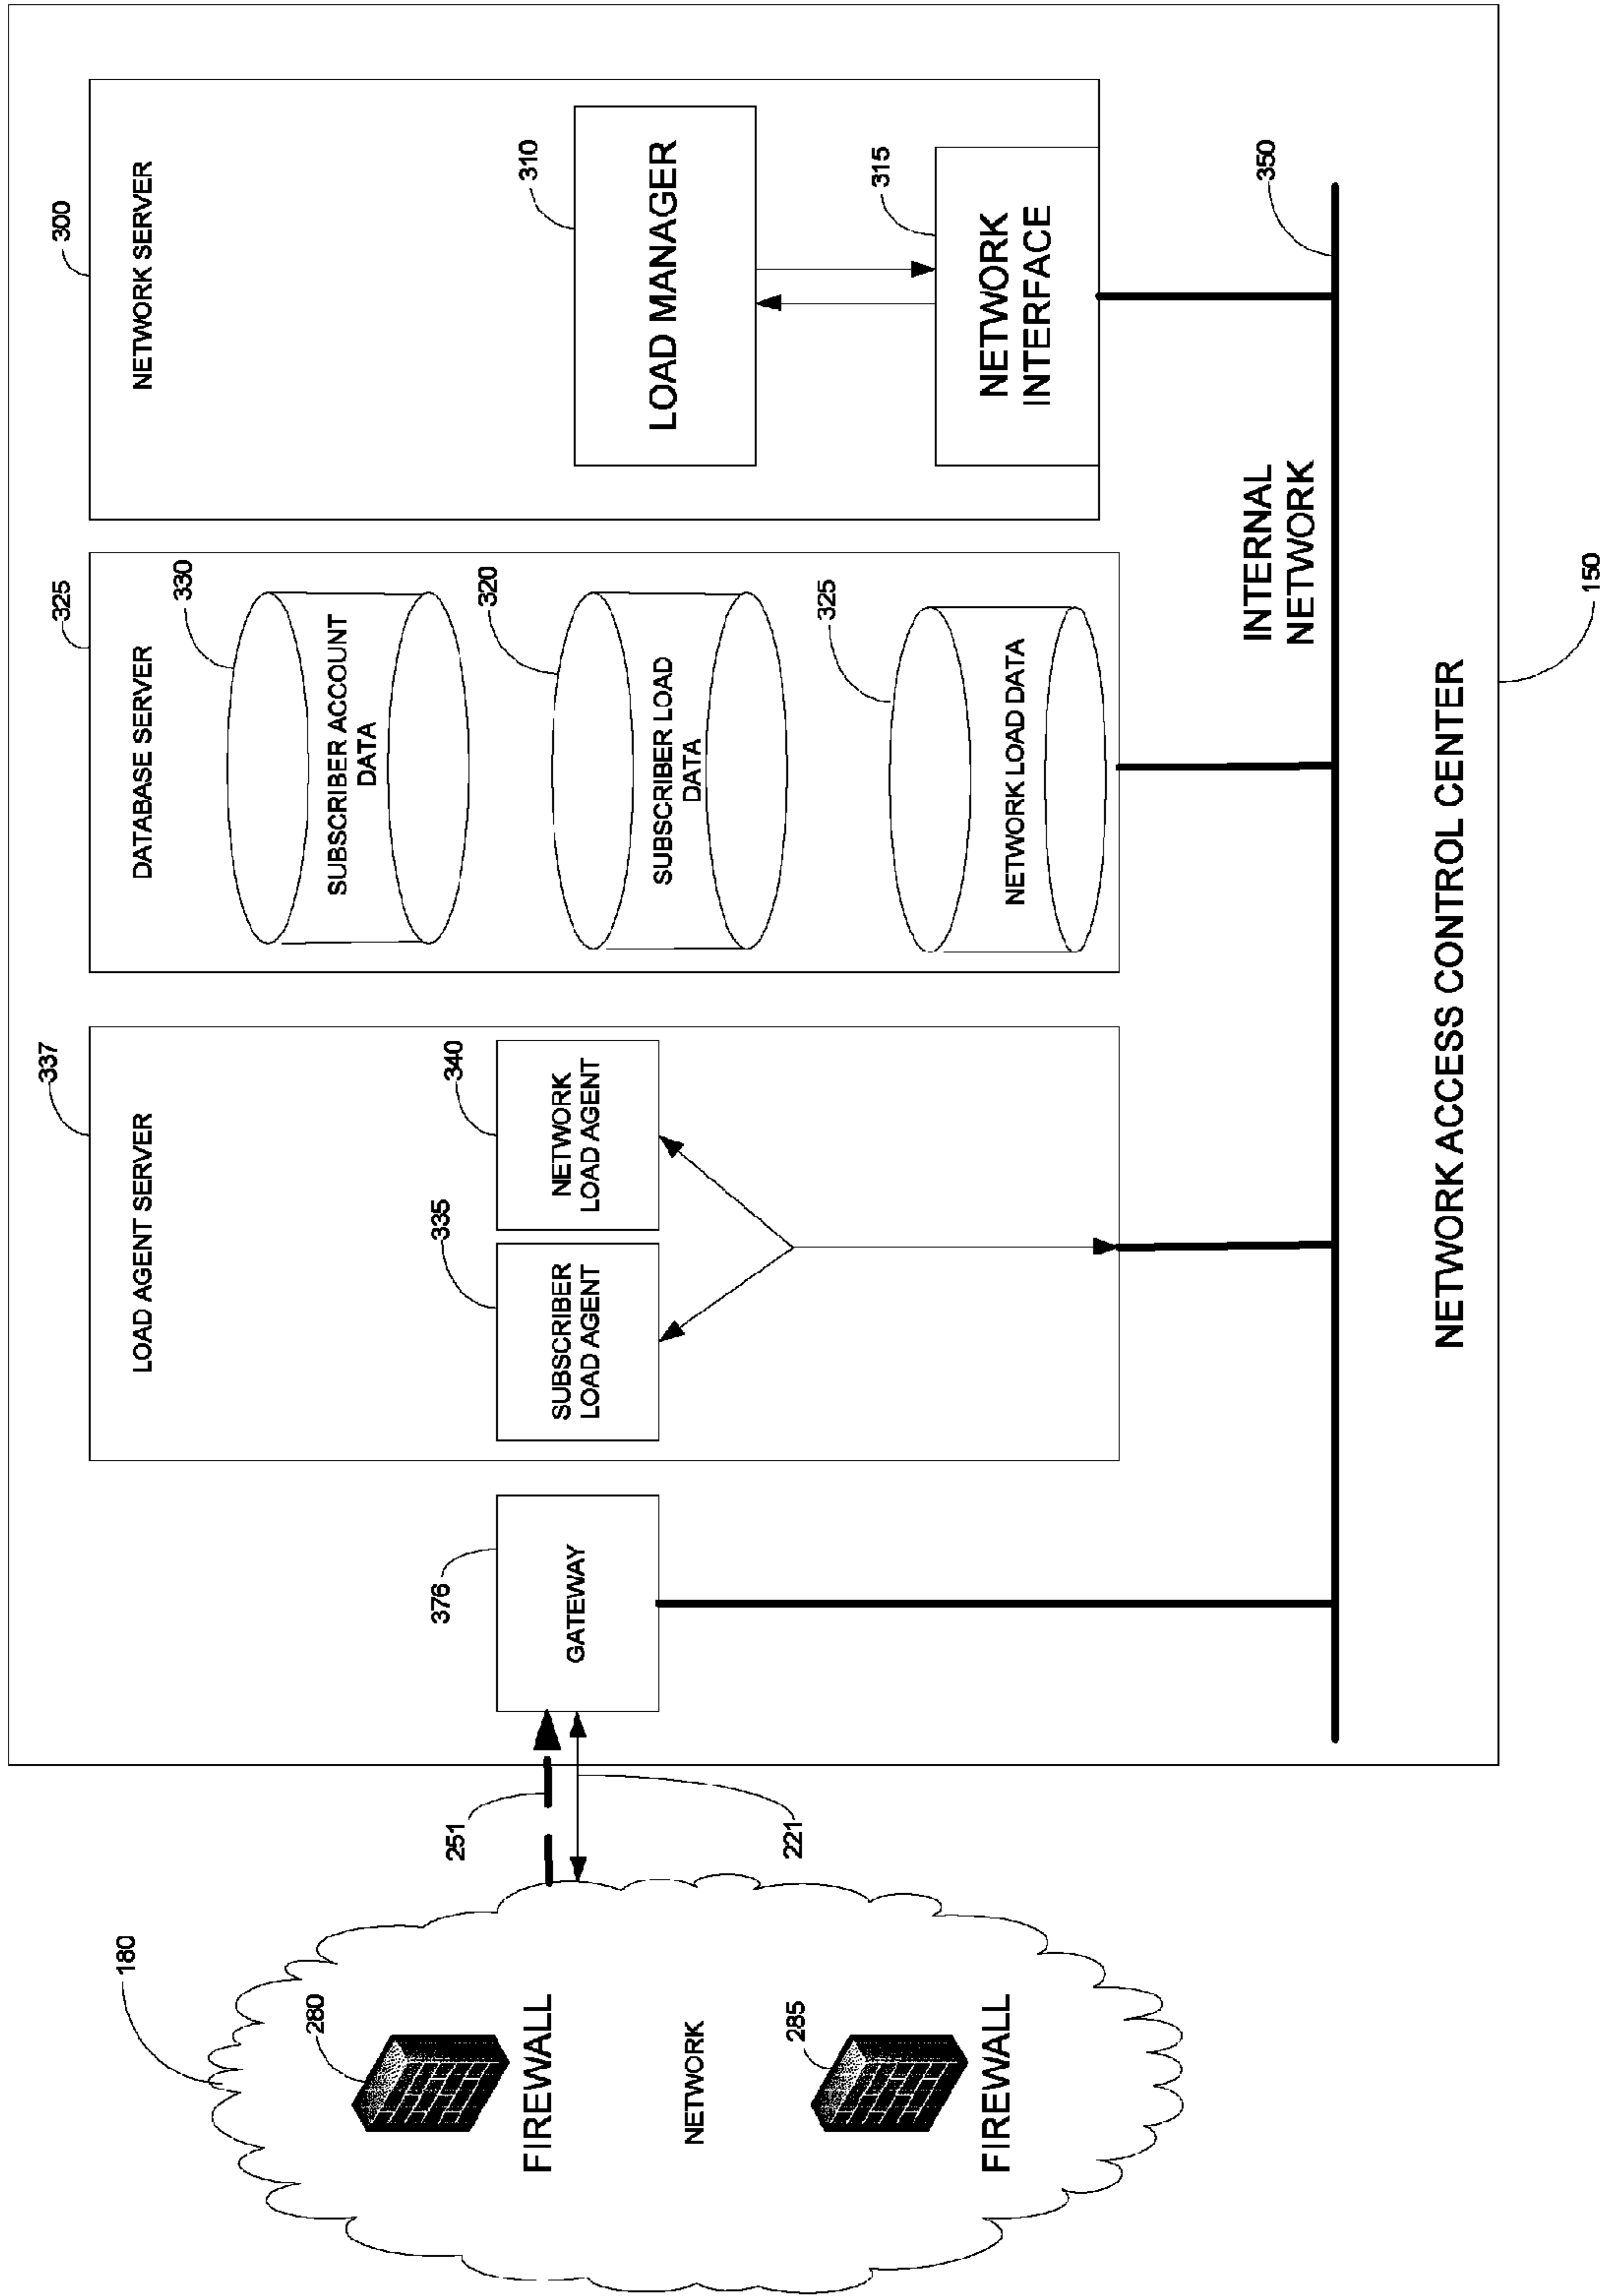 180
280
FIREWALL
NETWORK
285
FIREWALL
251
221
376
GATEWAY
337
LOAD AGENT SERVER
335
SUBSCRIBER
LOAD AGENT
340
NETWORK
LOAD AGENT
325
DATABASE SERVER
330
SUBSCRIBER ACCOUNT
DATA
320
SUBSCRIBER LOAD
DATA
325
NETWORK LOAD DATA
300
NETWORK SERVER
310
LOAD MANAGER
315
NETWORK
INTERFACE
350
INTERNAL
NETWORK
NETWORK ACCESS CONTROL CENTER
150